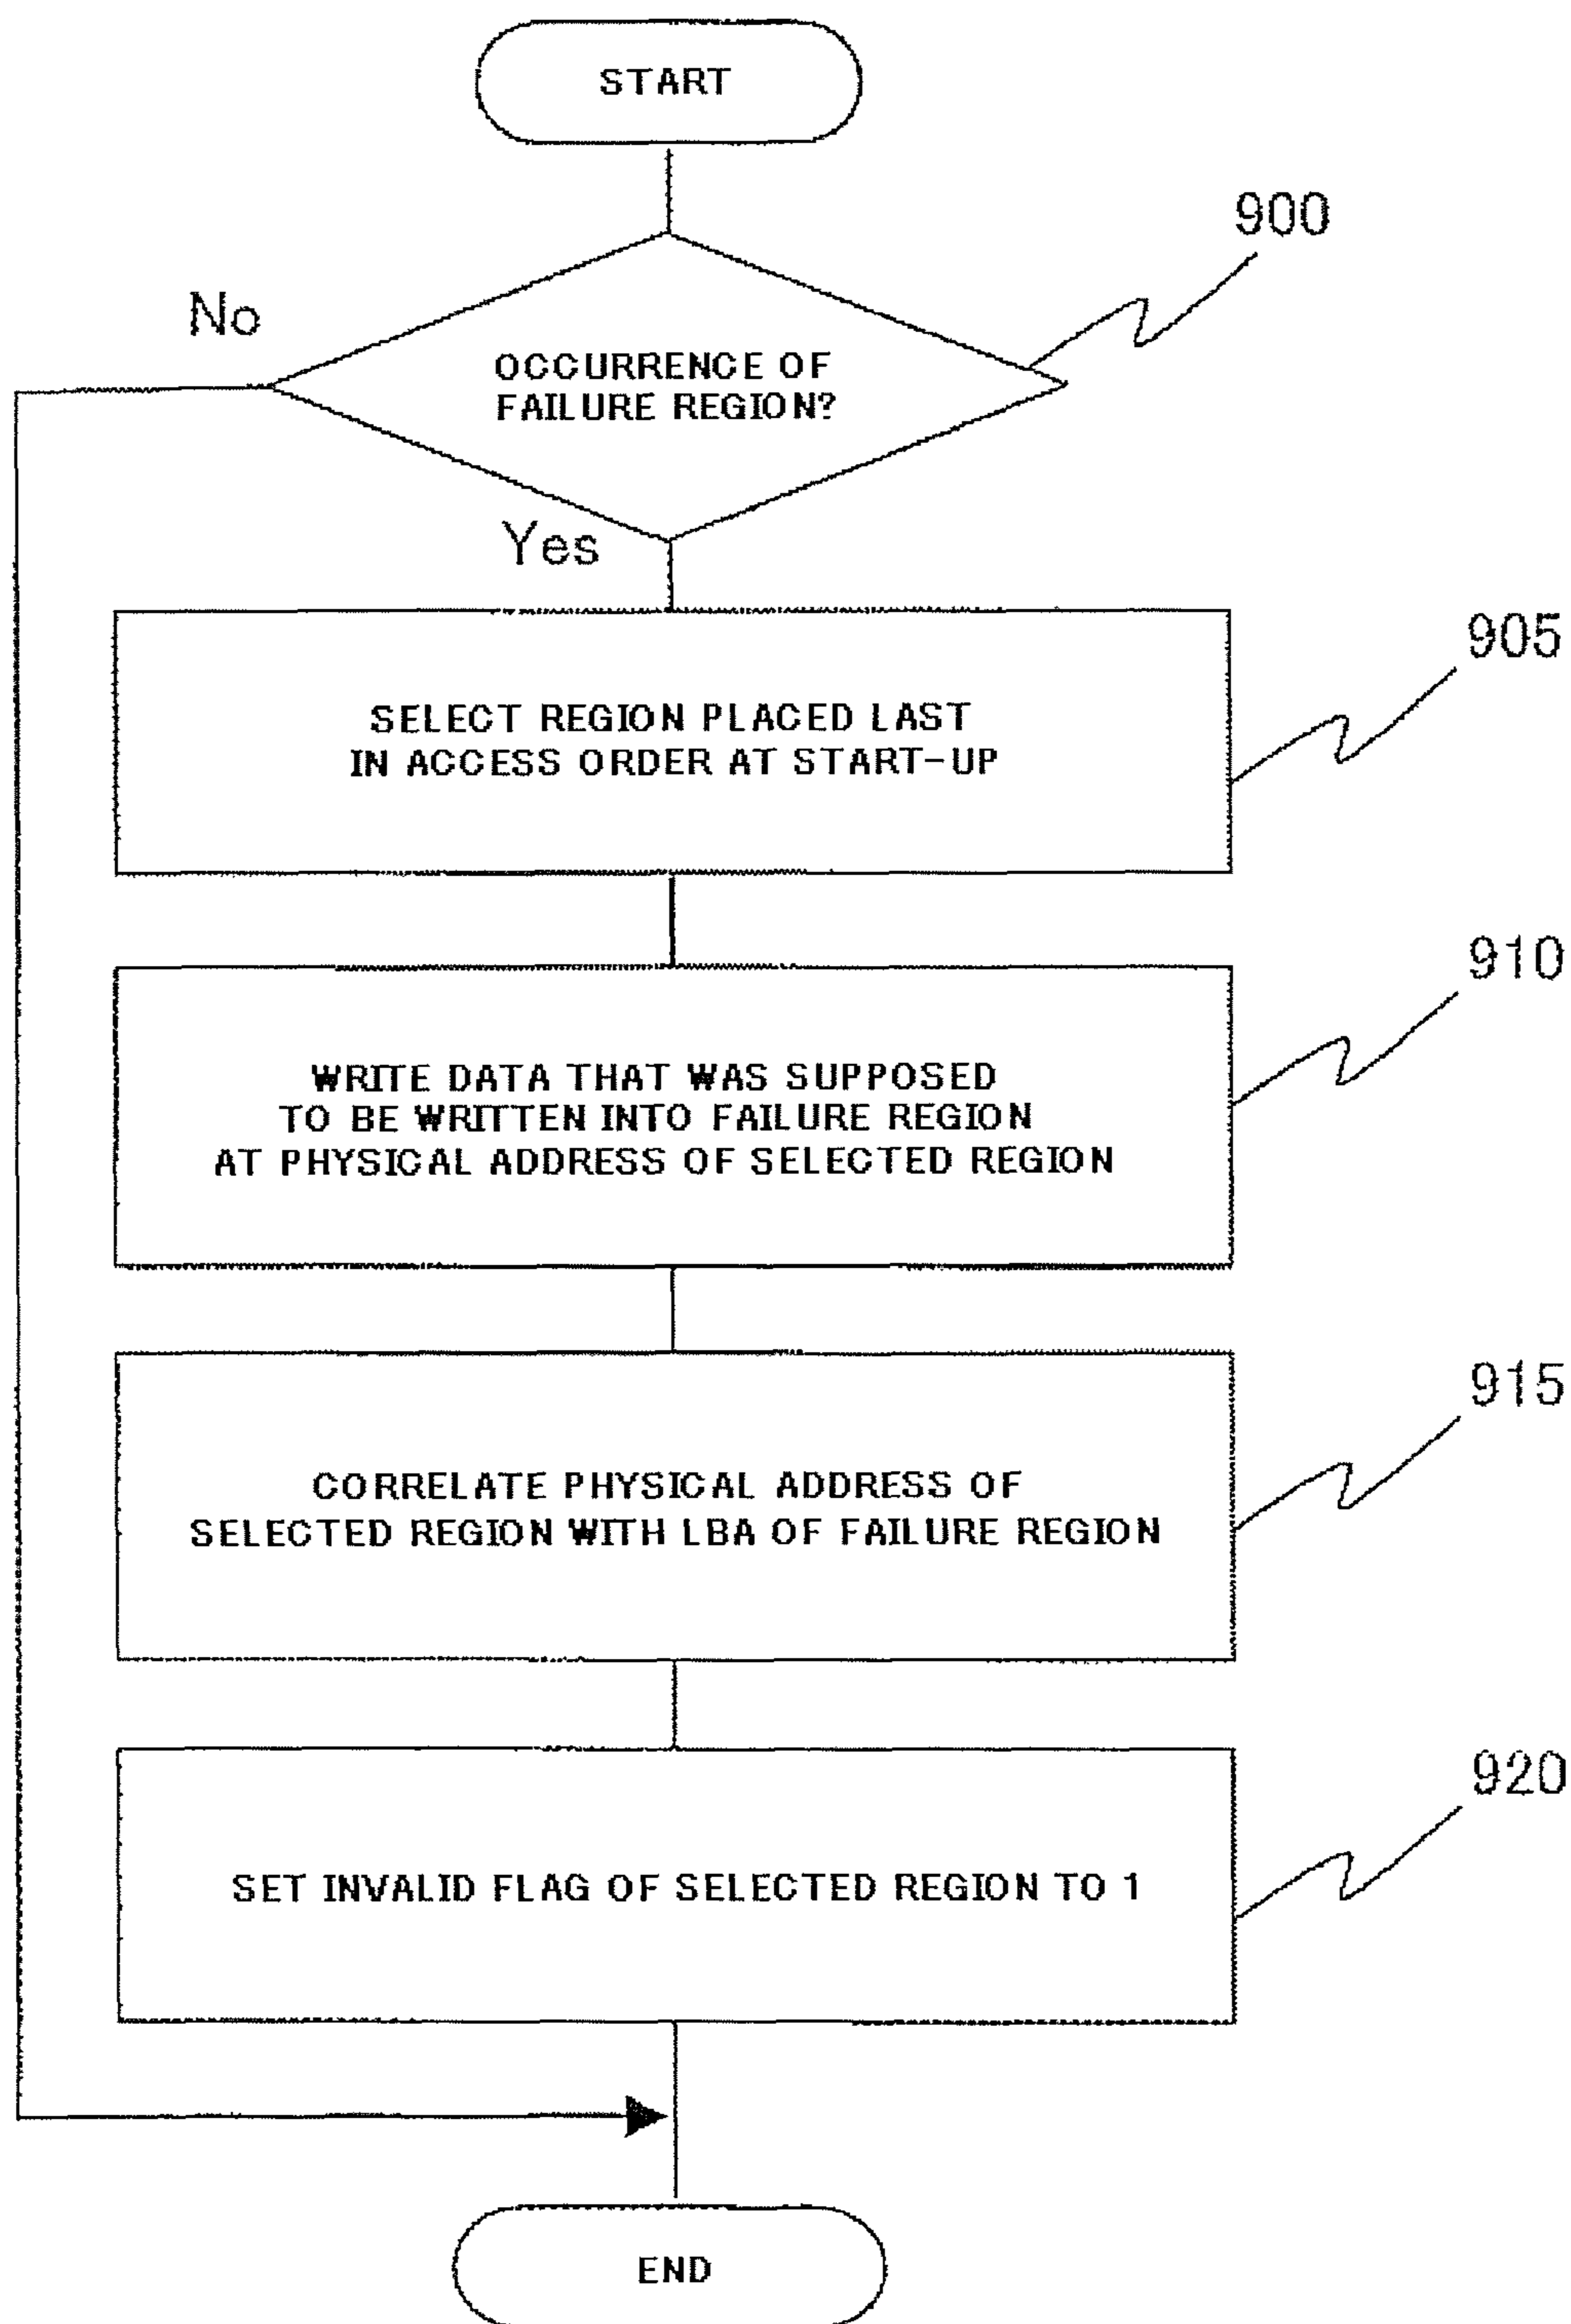 START
900
No
OCCURRENCE OF
FAILURE REGION?
Yes
905
SELECT REGION PLACED LAST
IN ACCESS ORDER AT START-UP
910
WRITE DATA THAT WAS SUPPOSED
TO BE WRITTEN INTO FAILURE REGION
AT PHYSICAL ADDRESS OF SELECTED REGION
915
CORRELATE PHYSICAL ADDRESS OF
SELECTED REGION WITH LBA OF FAILURE REGION
920
SET INVALID FLAG OF SELECTED REGION TO 1
END